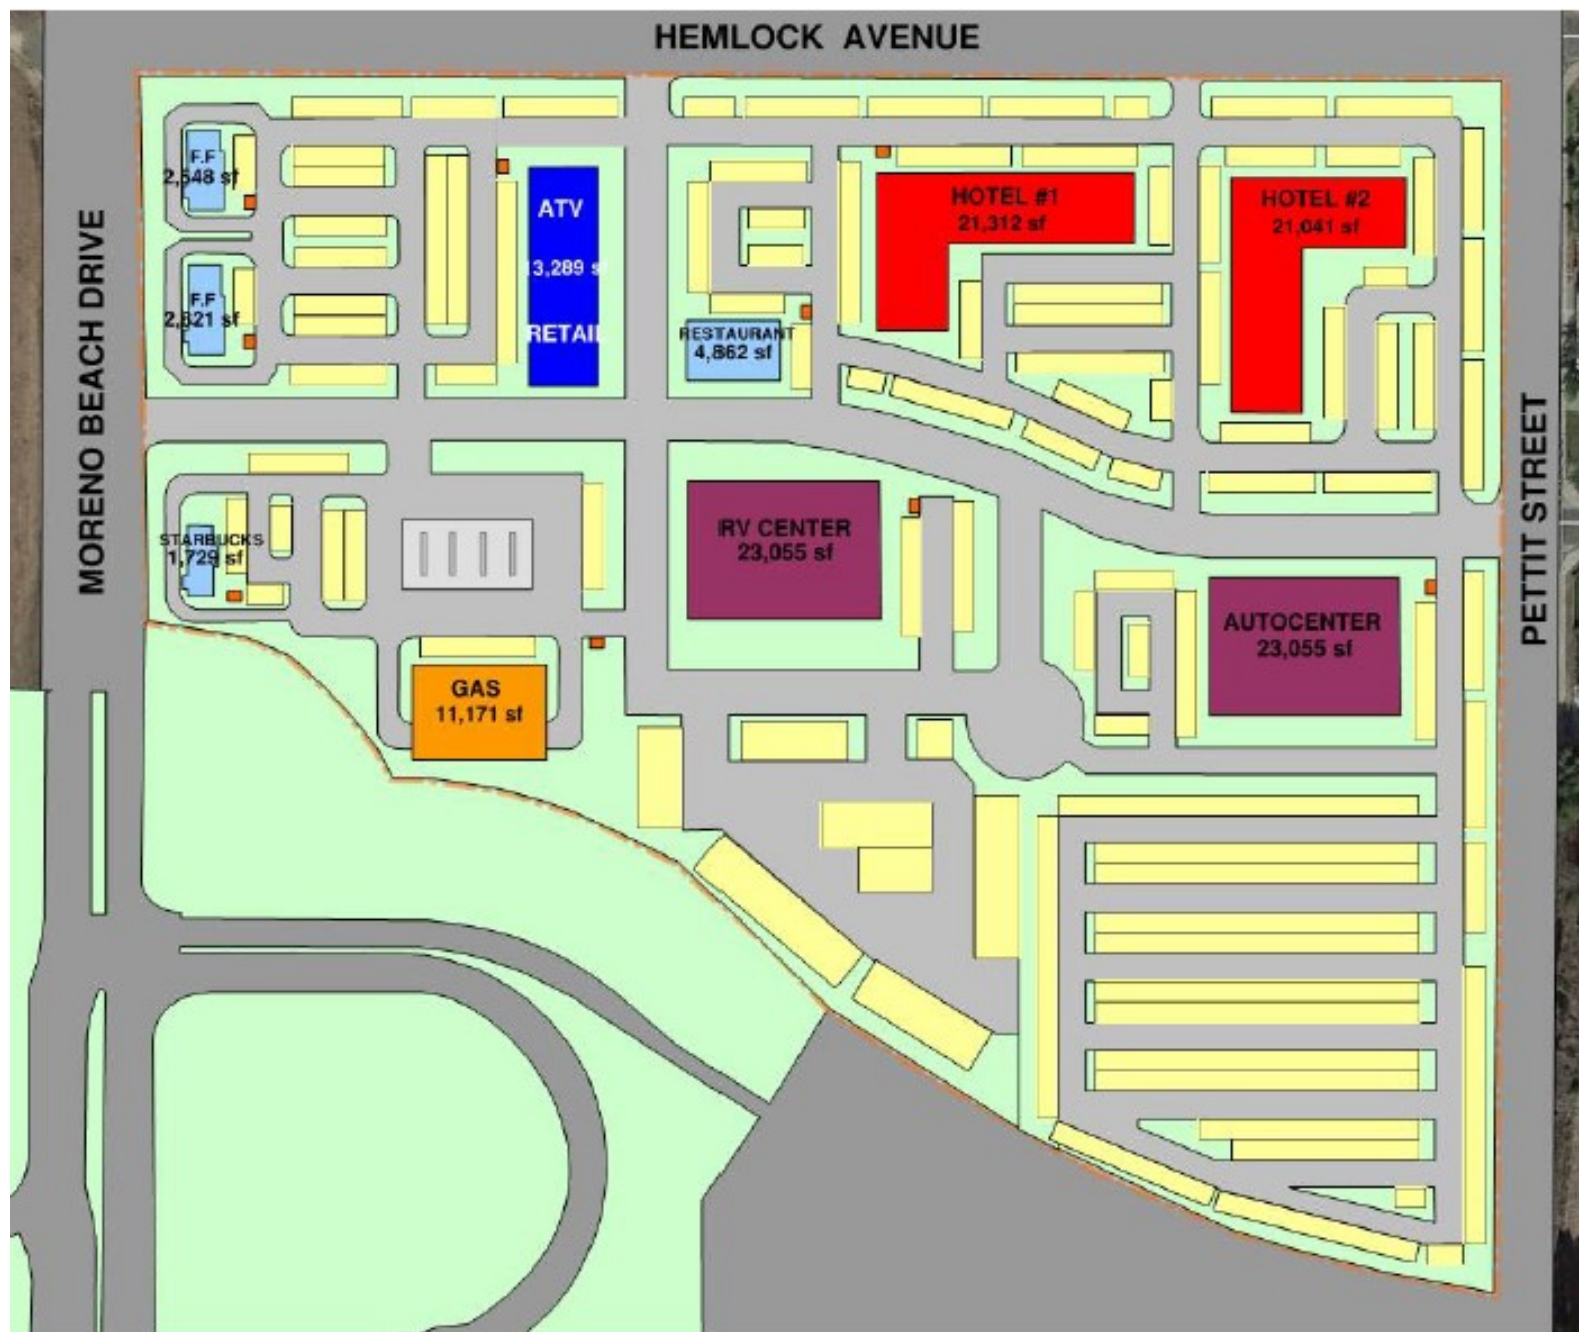 HEMLOCK AVENUE
MORENO BEACH DRIVE
PETTIT STREET
F.F
2,548 sf
F.F
2,621 sf
ATV
13,289 sf
RETAIL
RESTAURANT
4,862 sf
HOTEL #1
21,312 sf
HOTEL #2
21,041 sf
STARBUCKS
1,729 sf
GAS
11,171 sf
RV CENTER
23,055 sf
AUTOCENTER
23,055 sf